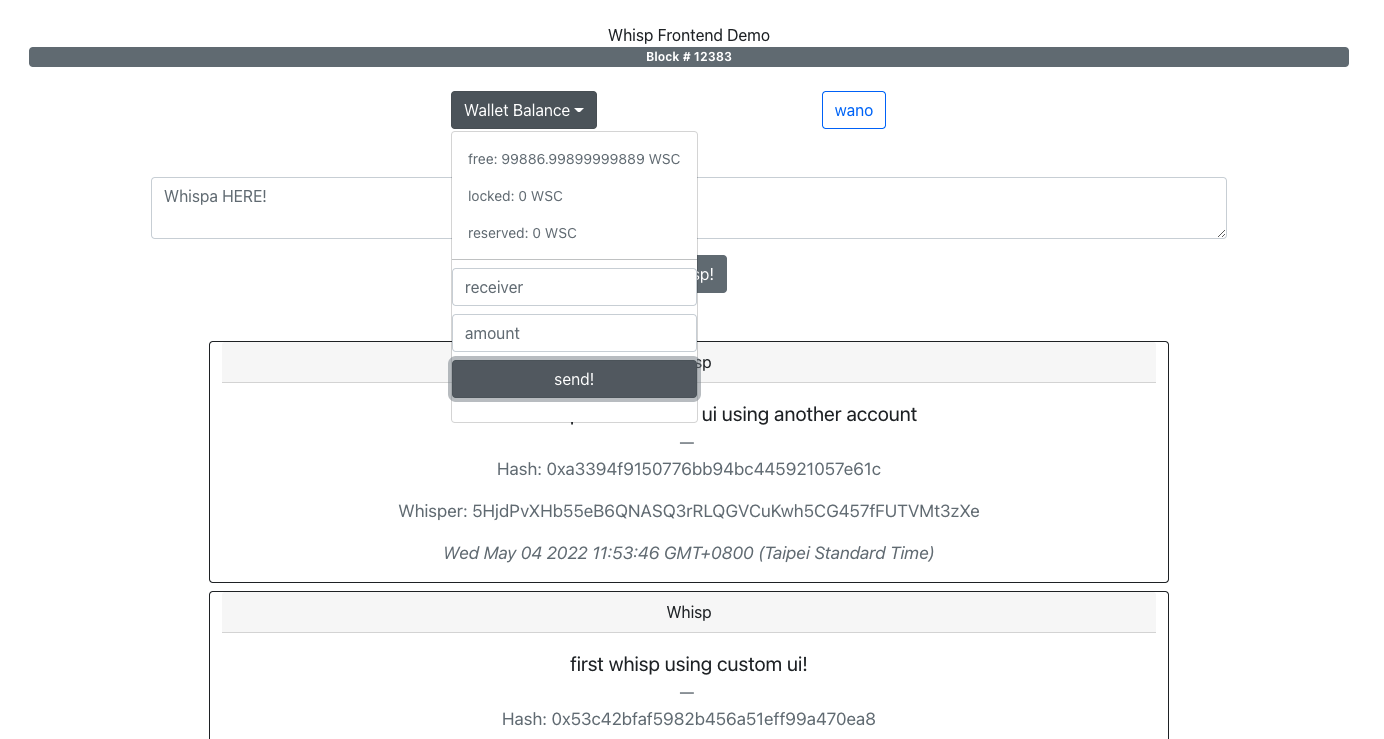 Whisp Frontend Demo
Block # 12383
Wallet Balance
wano
free: 99886.99899999889 WSC
locked: 0 WSC
reserved: 0 WSC
Whispa HERE!
receiver
amount
send!
ui using another account
—
Hash: 0xa3394f9150776bb94bc445921057e61c
Whisper: 5HjdPvXHb55eB6QNASQ3rRLQGVCuKwh5CG457fFUTVMt3zXe
Wed May 04 2022 11:53:46 GMT+0800 (Taipei Standard Time)
Whisp
first whisp using custom ui!
—
Hash: 0x53c42bfaf5982b456a51eff99a470ea8